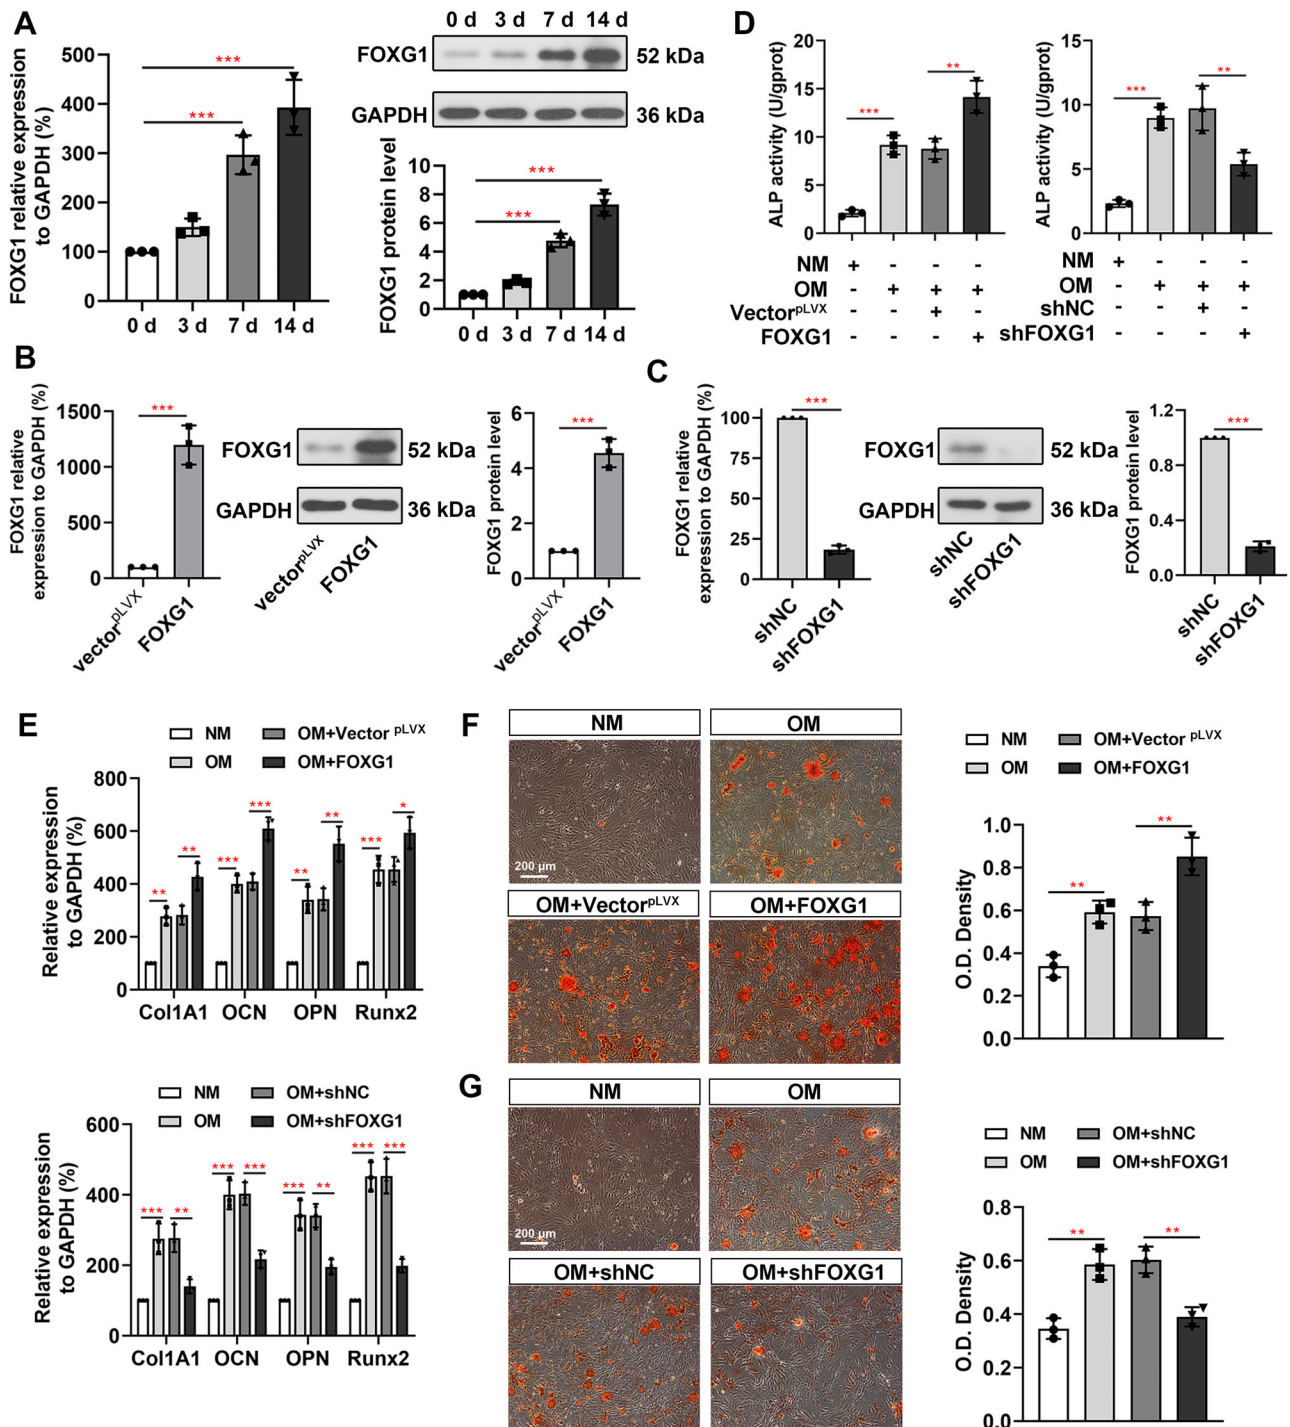 A
FOXG1 relative expression
to GAPDH (%)
500
400
300
200
100
0
***
***
0 d
3 d
7 d
14 d
0 d 3 d 7 d 14 d
FOXG1
52 kDa
GAPDH
36 kDa
FOXG1 protein level
10
8
6
4
2
0
***
***
0 d
3 d
7 d
14 d
D
ALP activity (U/gprot)
20
15
10
5
0
***
**
NM + - - -
OM - + + +
Vector pLVX - - + -
FOXG1 - - - +
ALP activity (U/gprot)
15
10
5
0
***
**
NM + - - -
OM - + + +
shNC - - + -
shFOXG1 - - - +
B
FOXG1 relative
expression to GAPDH (%)
1500
1000
500
0
***
vector pLVX
FOXG1
FOXG1
52 kDa
GAPDH
36 kDa
vector pLVX
FOXG1
FOXG1 protein level
6
4
2
0
***
vector pLVX
FOXG1
C
FOXG1 relative
expression to GAPDH (%)
100
75
50
25
0
***
shNC
shFOXG1
FOXG1
52 kDa
GAPDH
36 kDa
shNC
shFOXG1
FOXG1 protein level
1.2
0.8
0.4
0.0
***
shNC
shFOXG1
E
NM
OM+Vector pLVX
OM
OM+FOXG1
Relative expression
to GAPDH (%)
800
600
400
200
0
**
**
***
***
**
**
***
*
Col1A1
OCN
OPN
Runx2
NM
OM+shNC
OM
OM+shFOXG1
Relative expression
to GAPDH (%)
600
400
200
0
***
**
***
***
***
**
***
***
Col1A1
OCN
OPN
Runx2
F
NM
OM
200 µm
OM+Vector pLVX
OM+FOXG1
NM
OM+Vector pLVX
OM
OM+FOXG1
O.D. Density
1.0
0.8
0.6
0.4
0.2
0.0
**
**
G
NM
OM
200 µm
OM+shNC
OM+shFOXG1
NM
OM+shNC
OM
OM+shFOXG1
O.D. Density
0.8
0.6
0.4
0.2
0.0
**
**